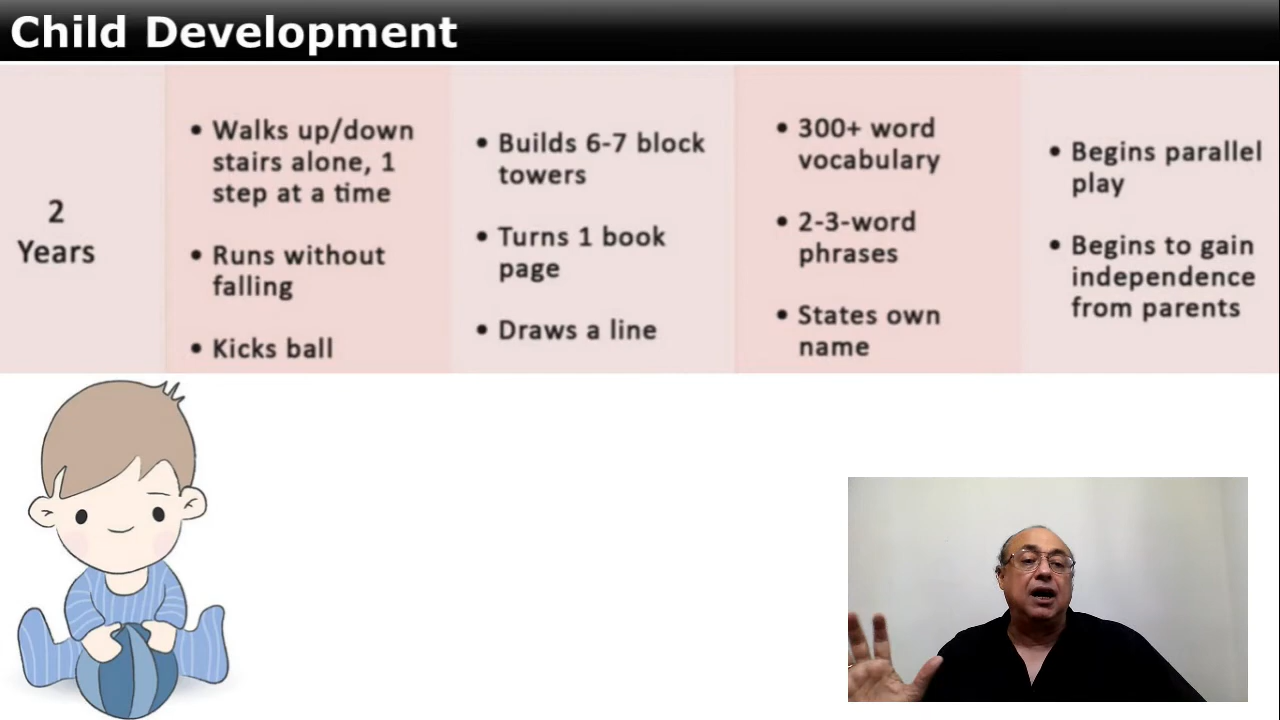 Child Development
2
Years
• Walks up/down
stairs alone, 1
step at a time
• Runs without
falling
• Kicks ball
• Builds 6-7 block
towers
• Turns 1 book
page
• Draws a line
• 300+ word
vocabulary
• 2-3-word
phrases
• States own
name
• Begins parallel
play
• Begins to gain
independence
from parents